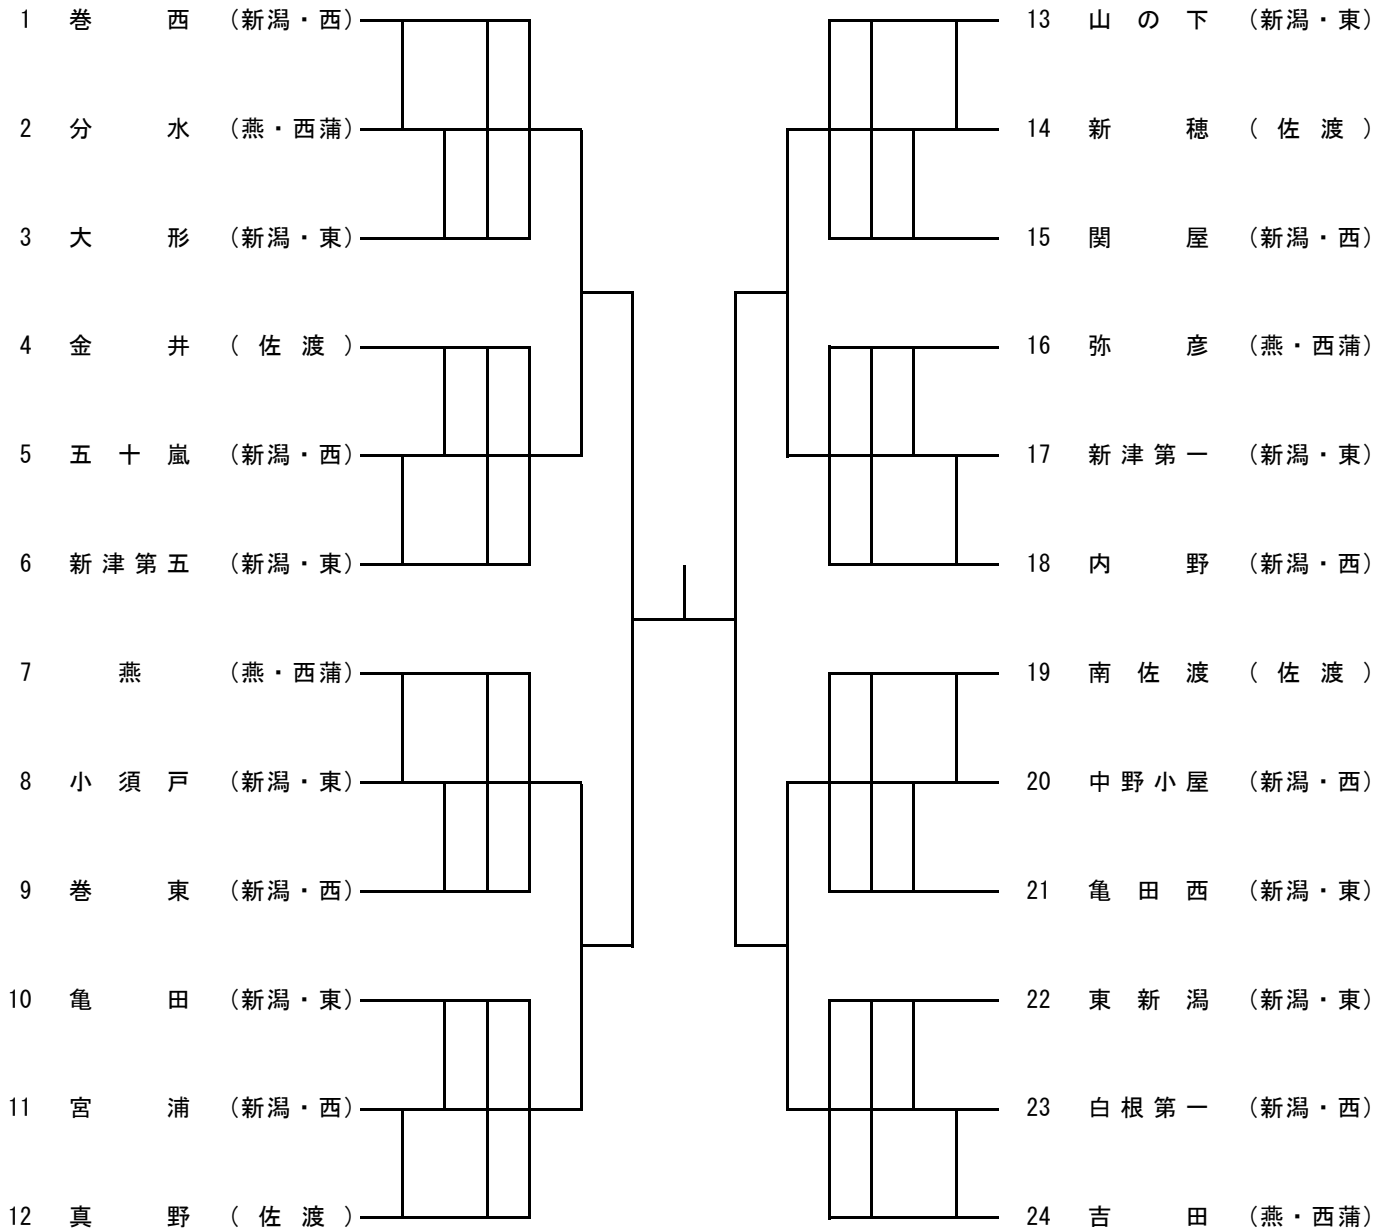 1 巻西 （新潟・西）
2 分水 （燕・西蒲）
3 大形 （新潟・東）
4 金井 （佐渡）
5 五十嵐 （新潟・西）
6 新津第五 （新潟・東）
7 燕 （燕・西蒲）
8 小須戸 （新潟・東）
9 巻東 （新潟・西）
10 亀田 （新潟・東）
11 宮浦 （新潟・西）
12 真野 （佐渡）
13 山の下 （新潟・東）
14 新穂 （佐渡）
15 関屋 （新潟・西）
16 弥彦 （燕・西蒲）
17 新津第一 （新潟・東）
18 内野 （新潟・西）
19 南佐渡 （佐渡）
20 中野小屋 （新潟・西）
21 亀田西 （新潟・東）
22 東新潟 （新潟・東）
23 白根第一 （新潟・西）
24 吉田 （燕・西蒲）